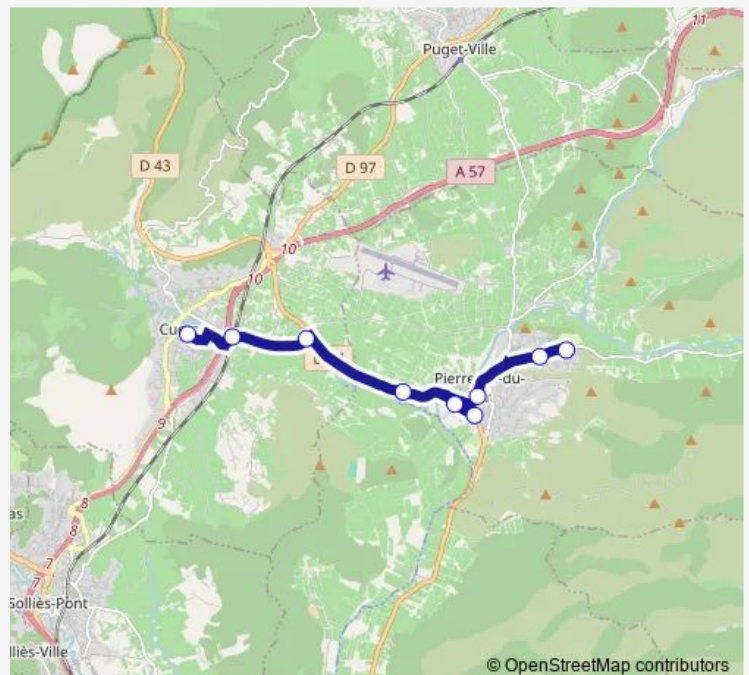 Puget-Ville
11
D 43
D 97
A 57
10
10
Cu
Pierre
du-
9
8
8
as
7
7
Solliès-Pont
lliès-Ville
© OpenStreetMap contributors